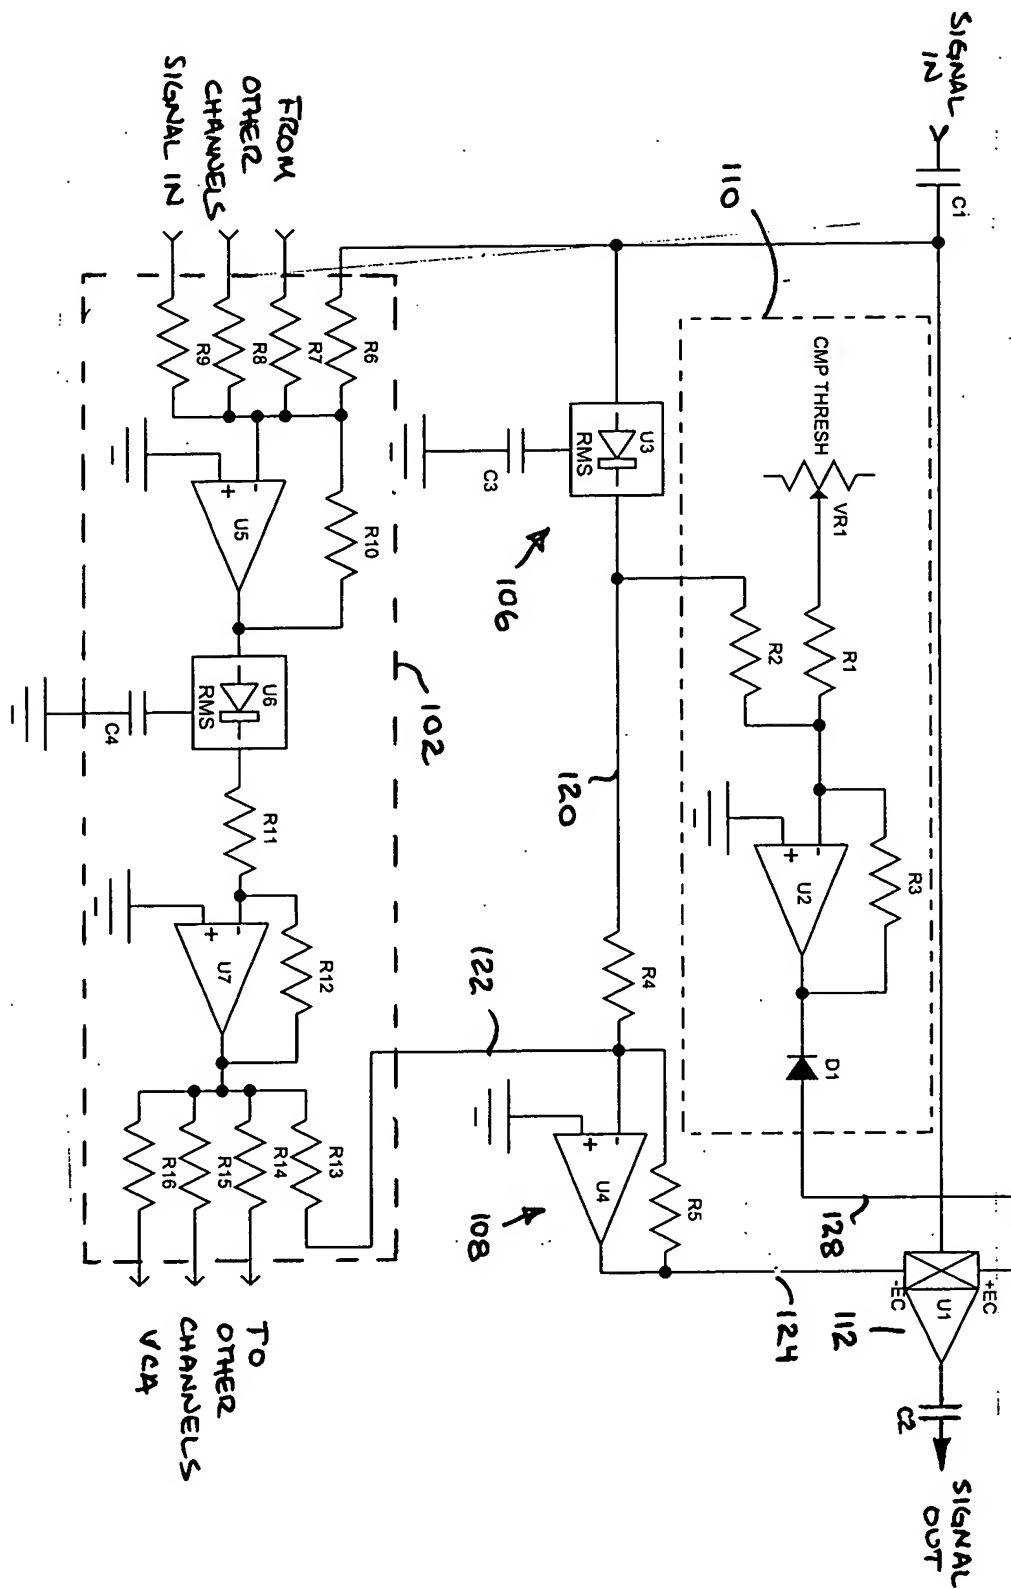 SIGNAL
IN
C1
110
CMP THRESH
VR1
R1
R2
R3
-
+
U2
D1
128
+EC
-EC
U1
112
C2
SIGNAL
OUT
U3
RMS
C3
106
120
R4
122
-
+
U4
R5
108
124
FROM
OTHER
CHANNELS
SIGNAL IN
R6
R7
R8
R9
R10
-
+
U5
U6
RMS
C4
102
R11
R12
-
+
U7
R13
R14
R15
R16
TO
OTHER
CHANNELS
VCA